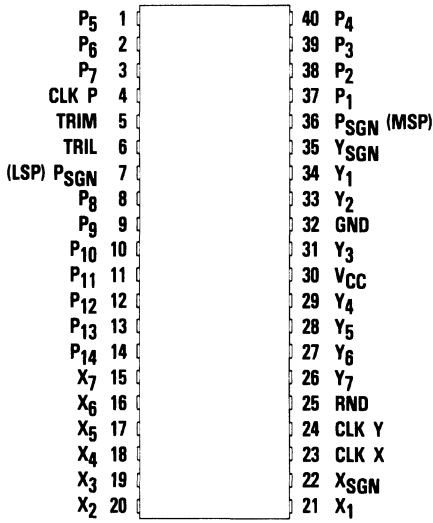 P5 1 40 P4
P6 2 39 P3
P7 3 38 P2
CLK P 4 37 P1
TRIM 5 36 PSGN (MSP)
TRIL 6 35 YSGN
(LSP) PSGN 7 34 Y1
P8 8 33 Y2
P9 9 32 GND
P10 10 31 Y3
P11 11 30 VCC
P12 12 29 Y4
P13 13 28 Y5
P14 14 27 Y6
X7 15 26 Y7
X6 16 25 RND
X5 17 24 CLK Y
X4 18 23 CLK X
X3 19 22 XSGN
X2 20 21 X1